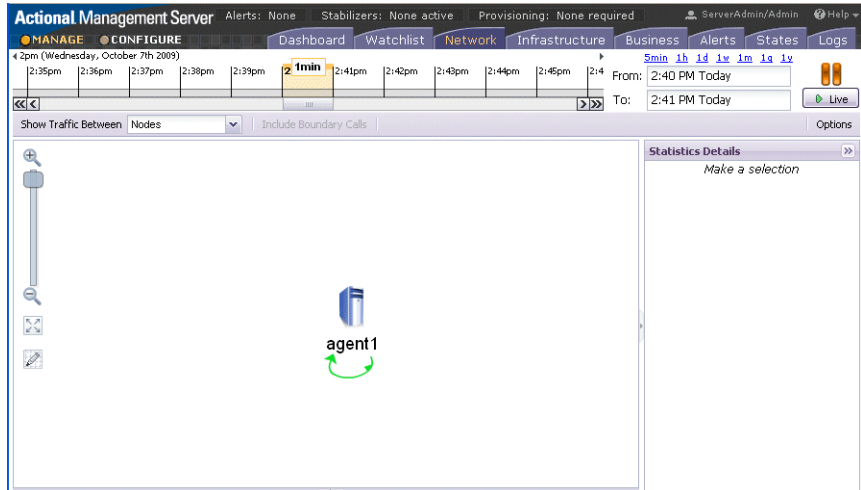 Actional Management Server Alerts: None Stabilizers: None active Provisioning: None required ServerAdmin/Admin Help
MANAGE CONFIGURE Dashboard Watchlist Network Infrastructure Business Alerts States Logs
2pm (Wednesday, October 7th 2009) 5min 1h 1d 1w 1m 1q 1y
2:35pm 2:36pm 2:37pm 2:38pm 2:39pm 2 1min 2:41pm 2:42pm 2:43pm 2:44pm 2:45pm 2:4 From: 2:40 PM Today
To: 2:41 PM Today Live
Show Traffic Between Nodes Include Boundary Calls Options
Statistics Details
Make a selection
agent1